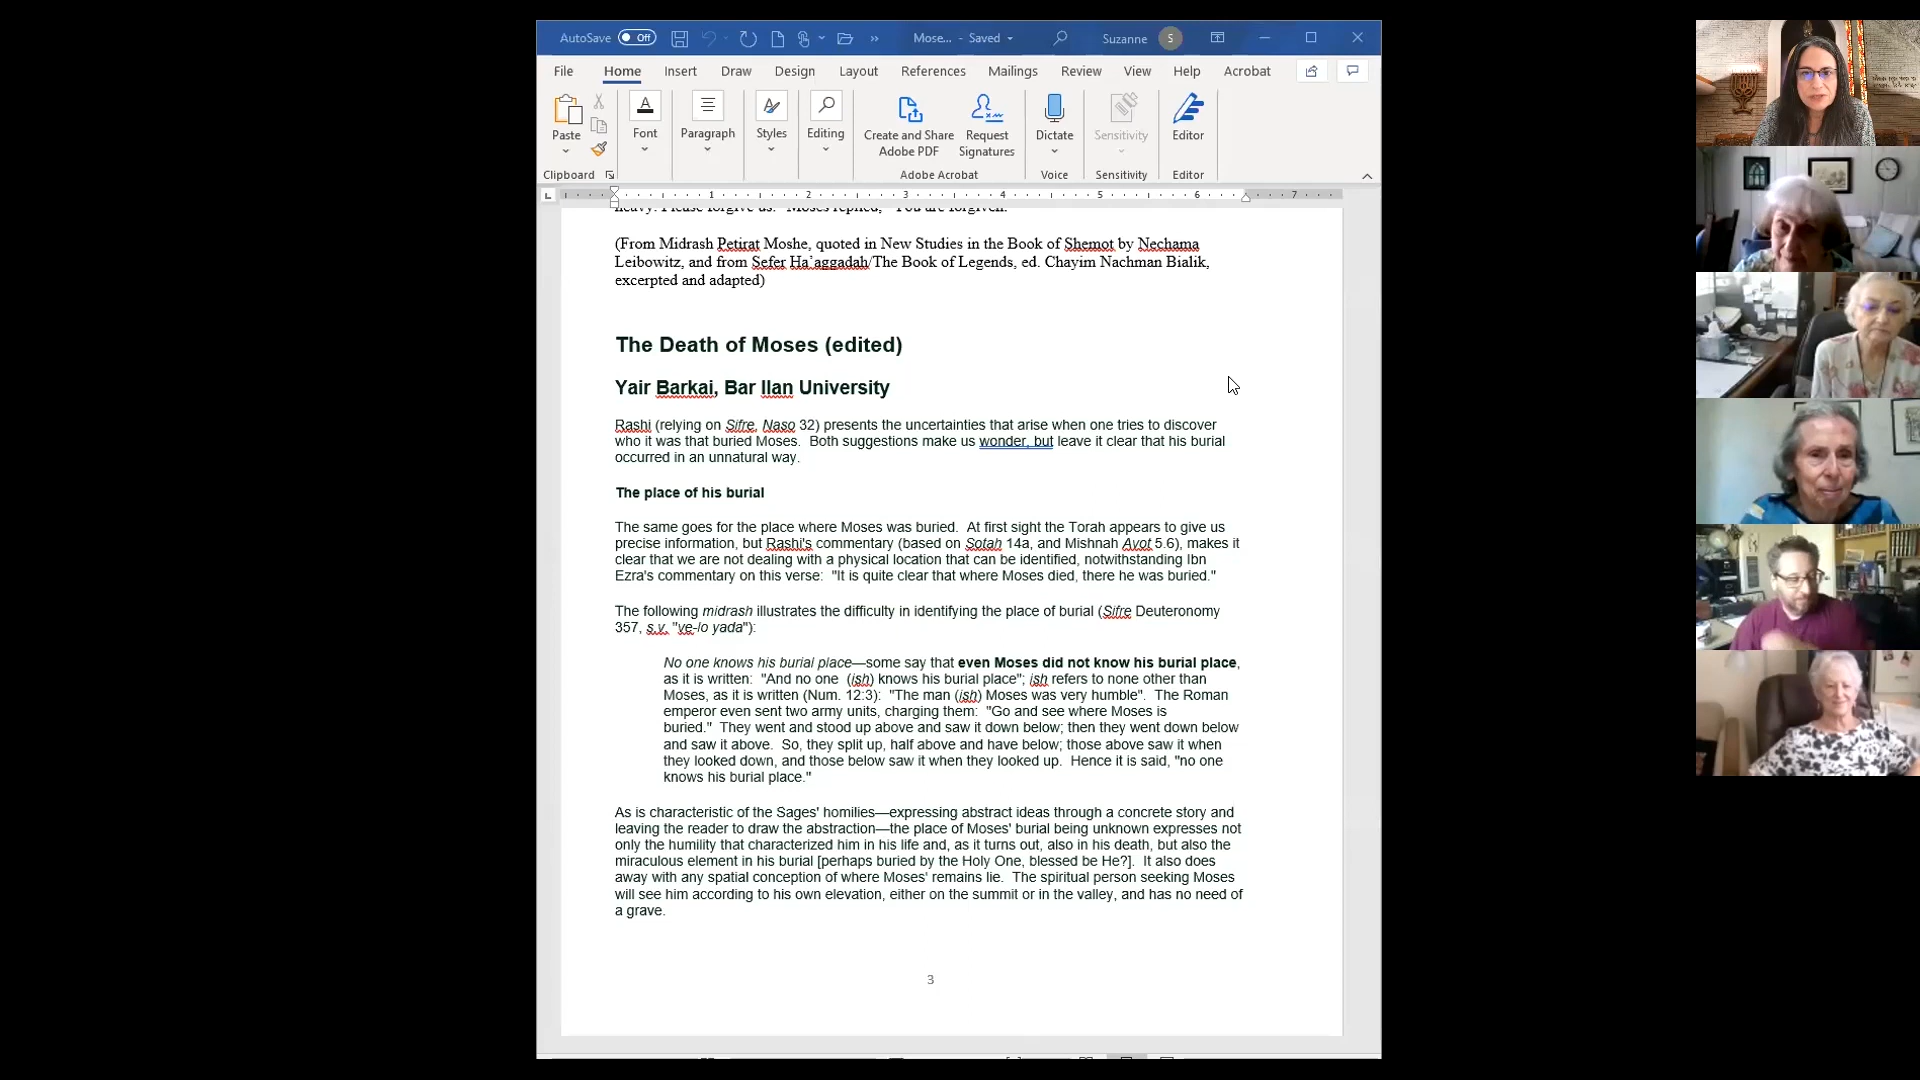 AutoSave Off Mose... - Saved Suzanne S
File Home Insert Draw Design Layout References Mailings Review View Help Acrobat
Paste Font Paragraph Styles Editing Create and Share Adobe PDF Request Signatures Dictate Sensitivity Editor
Clipboard Adobe Acrobat Voice Sensitivity Editor
1 2 3 4 5 6 7
heavy. Please forgive us." Moses replied, "You are forgiven."
(From Midrash Petirat Moshe, quoted in New Studies in the Book of Shemot by Nechama
Leibowitz, and from Sefer Ha'aggadah/The Book of Legends, ed. Chayim Nachman Bialik,
excerpted and adapted)
The Death of Moses (edited)
Yair Barkai, Bar Ilan University
Rashi (relying on Sifre, Naso 32) presents the uncertainties that arise when one tries to discover
who it was that buried Moses.  Both suggestions make us wonder, but leave it clear that his burial
occurred in an unnatural way.
The place of his burial
The same goes for the place where Moses was buried.  At first sight the Torah appears to give us
precise information, but Rashi's commentary (based on Sotah 14a, and Mishnah Avot 5.6), makes it
clear that we are not dealing with a physical location that can be identified, notwithstanding Ibn
Ezra's commentary on this verse:  "It is quite clear that where Moses died, there he was buried."
The following midrash illustrates the difficulty in identifying the place of burial (Sifre Deuteronomy
357, s.v. "ve-lo yada"):
No one knows his burial place—some say that even Moses did not know his burial place,
as it is written:  "And no one  (ish) knows his burial place"; ish refers to none other than
Moses, as it is written (Num. 12:3):  "The man (ish) Moses was very humble".  The Roman
emperor even sent two army units, charging them:  "Go and see where Moses is
buried."  They went and stood up above and saw it down below; then they went down below
and saw it above.  So, they split up, half above and have below; those above saw it when
they looked down, and those below saw it when they looked up.  Hence it is said, "no one
knows his burial place."
As is characteristic of the Sages' homilies—expressing abstract ideas through a concrete story and
leaving the reader to draw the abstraction—the place of Moses' burial being unknown expresses not
only the humility that characterized him in his life and, as it turns out, also in his death, but also the
miraculous element in his burial [perhaps buried by the Holy One, blessed be He?].  It also does
away with any spatial conception of where Moses' remains lie.  The spiritual person seeking Moses
will see him according to his own elevation, either on the summit or in the valley, and has no need of
a grave.
3